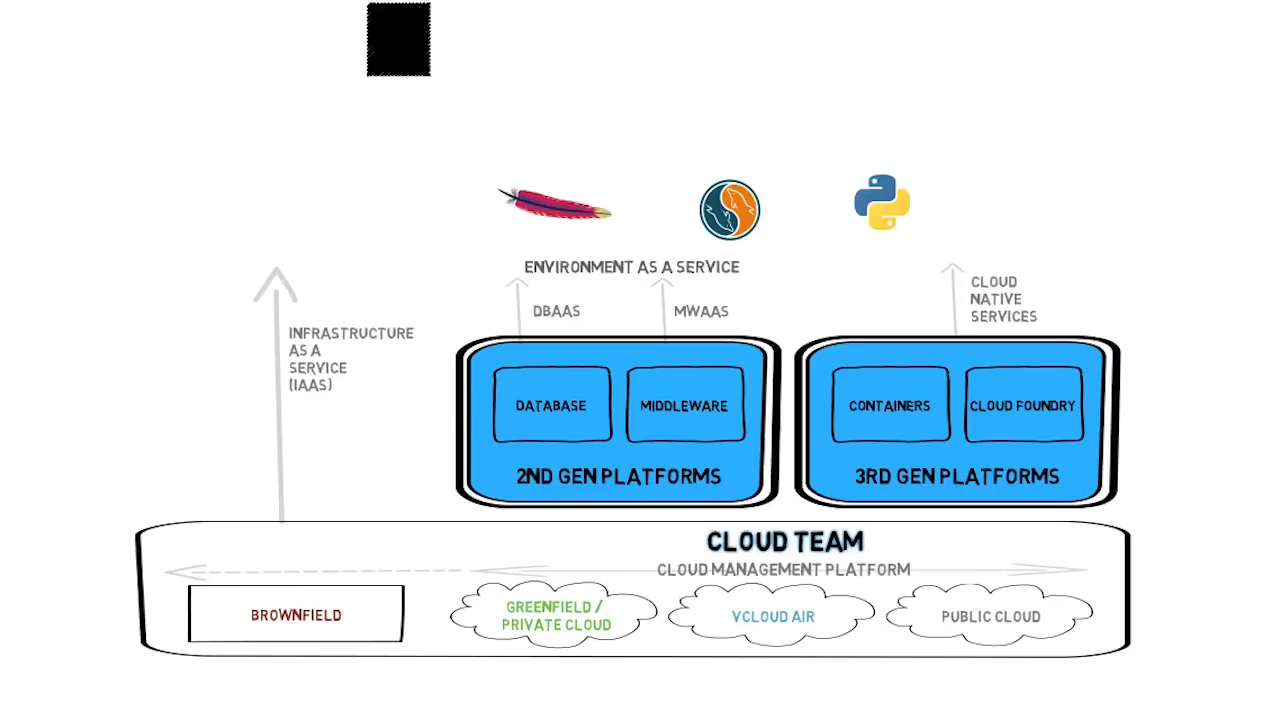 ENVIRONMENT AS A SERVICE
DBAAS
MWAAS
CLOUD
NATIVE
SERVICES
INFRASTRUCTURE
AS A
SERVICE
(IAAS)
DATABASE
MIDDLEWARE
2ND GEN PLATFORMS
CONTAINERS
CLOUD FOUNDRY
3RD GEN PLATFORMS
CLOUD TEAM
CLOUD MANAGEMENT PLATFORM
BROWNFIELD
GREENFIELD /
PRIVATE CLOUD
VCLOUD AIR
PUBLIC CLOUD